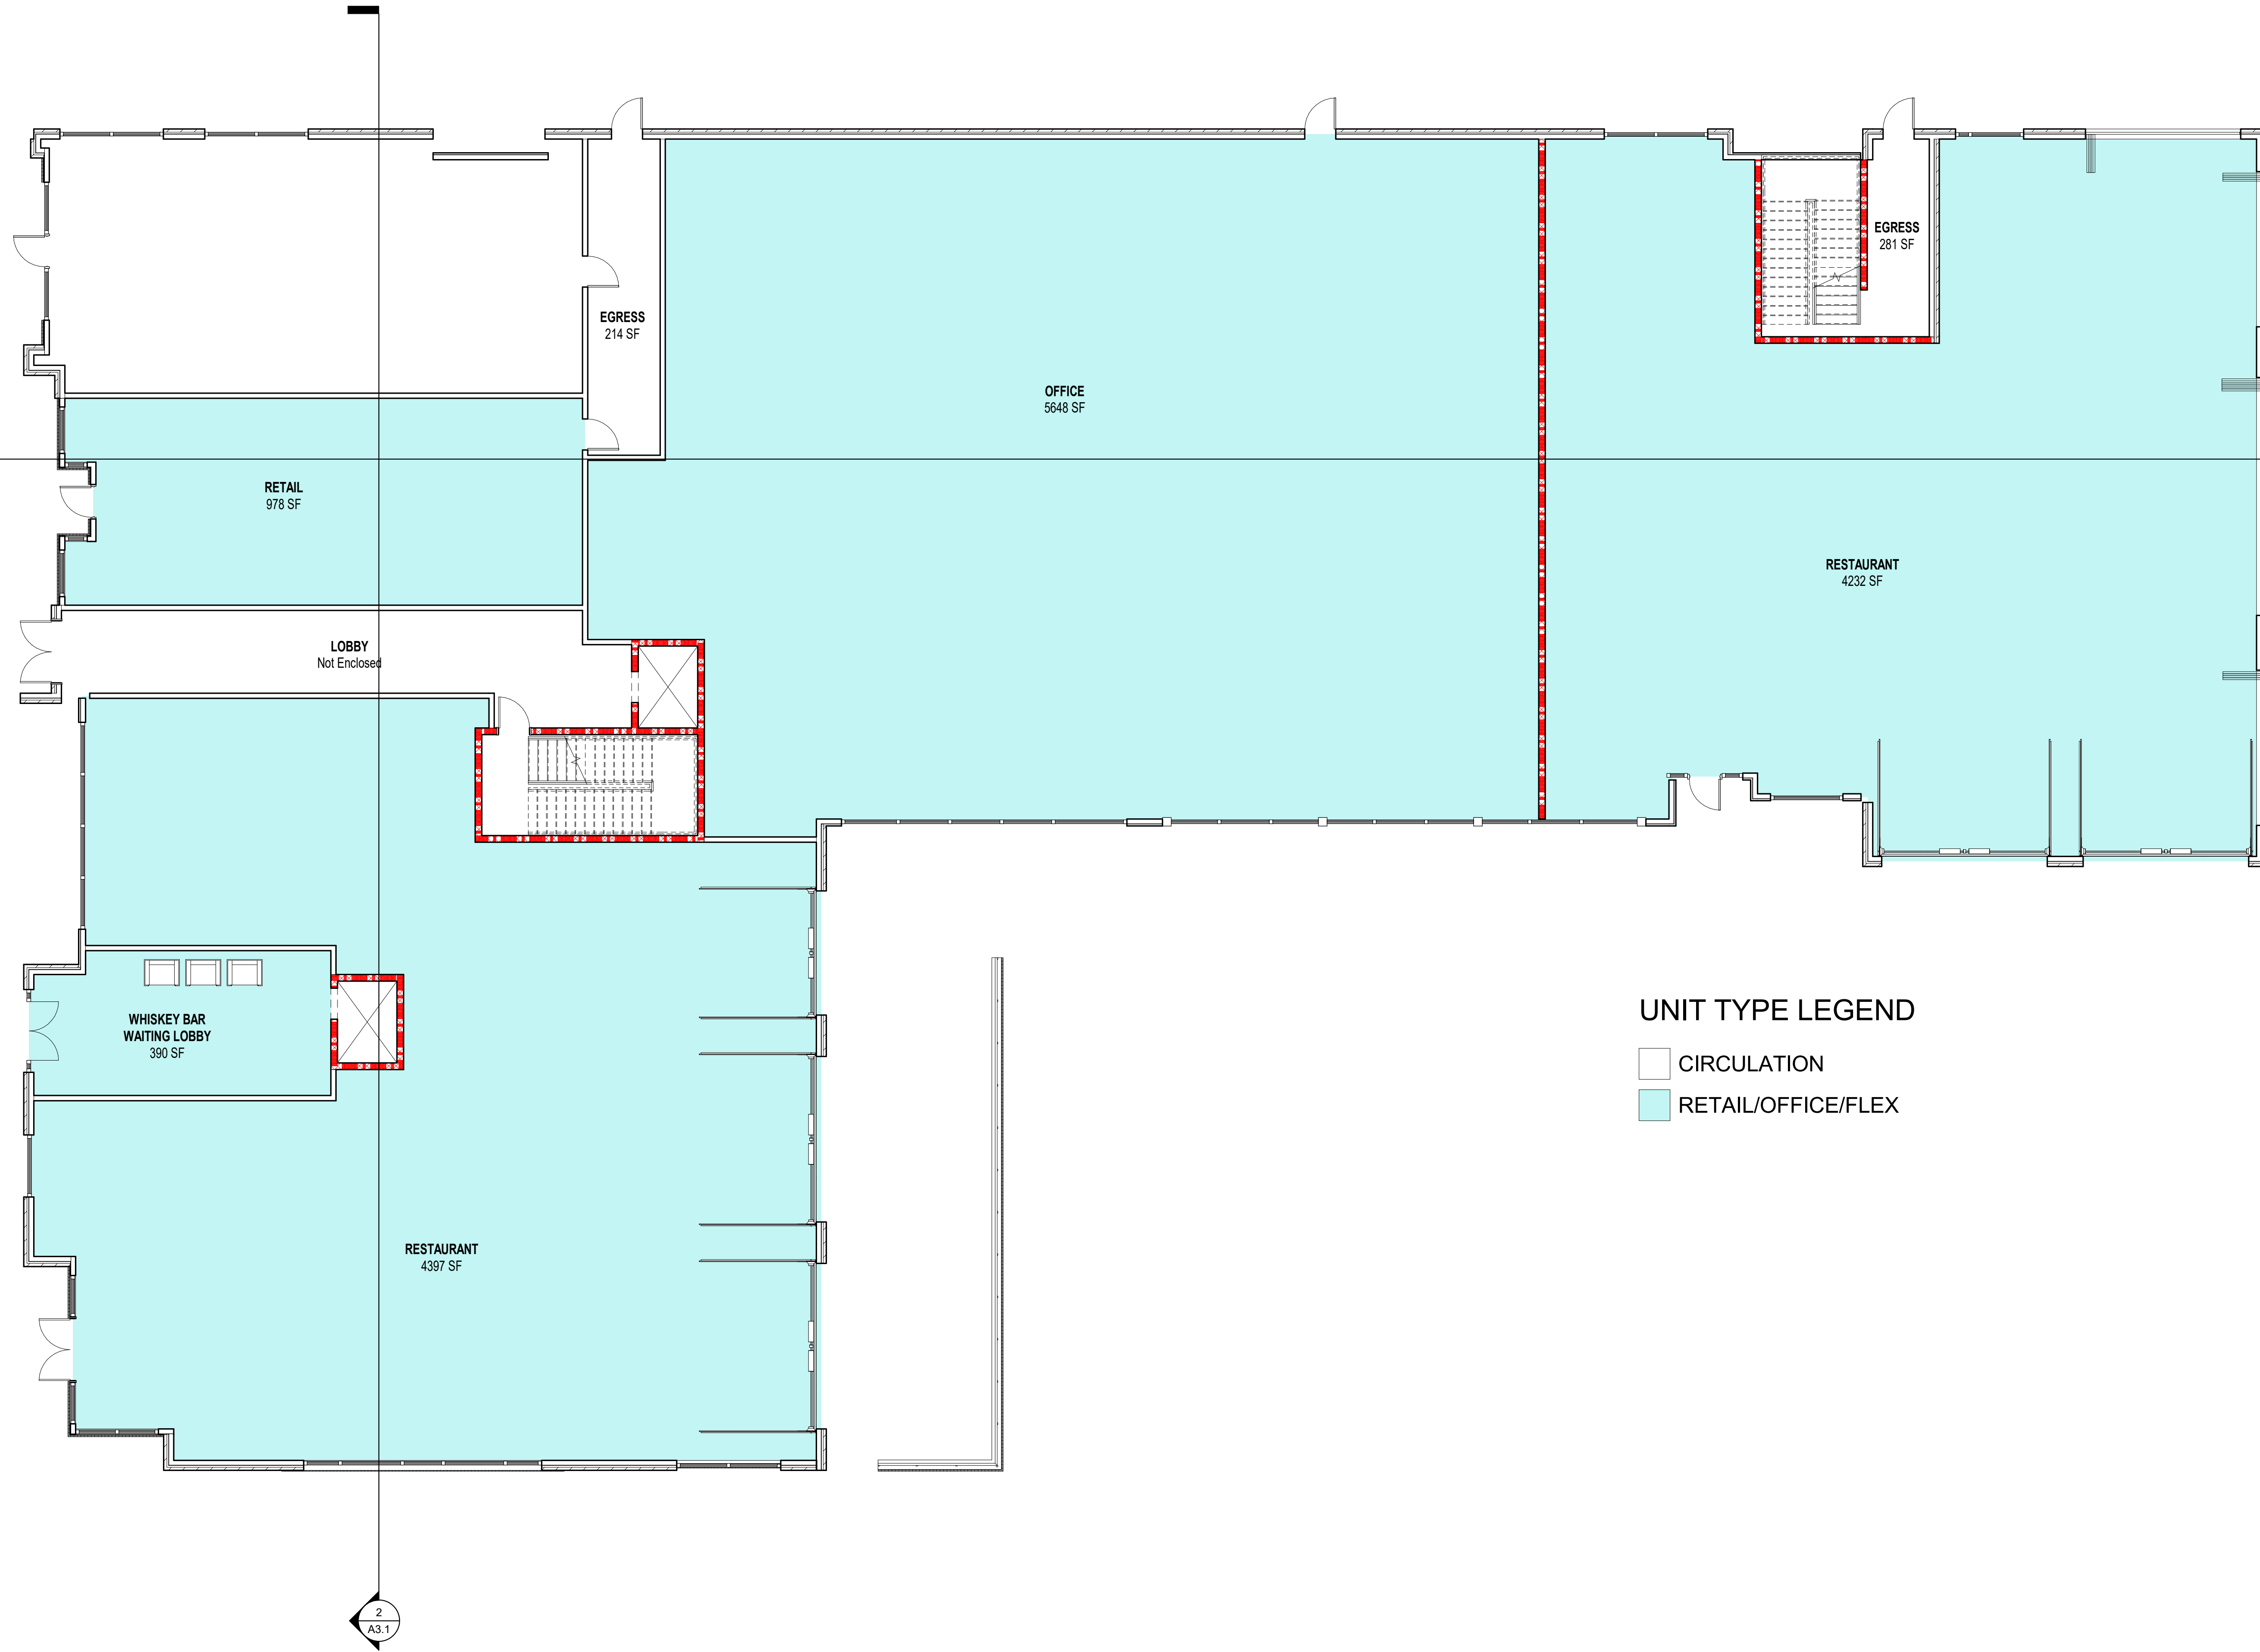 EGRESS
281 SF
EGRESS
214 SF
OFFICE
5648 SF
RETAIL
978 SF
RESTAURANT
4232 SF
LOBBY
Not Enclosed
WHISKEY BAR
WAITING LOBBY
390 SF
UNIT TYPE LEGEND
CIRCULATION
RETAIL/OFFICE/FLEX
RESTAURANT
4397 SF
2
A3.1